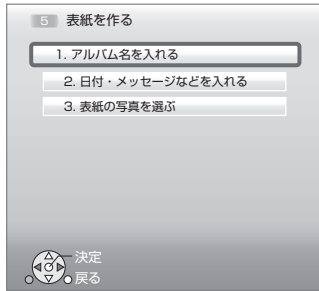 5 表紙を作る
1. アルバム名を入れる
2. 日付・メッセージなどを入れる
3. 表紙の写真を選ぶ
決定
戻る